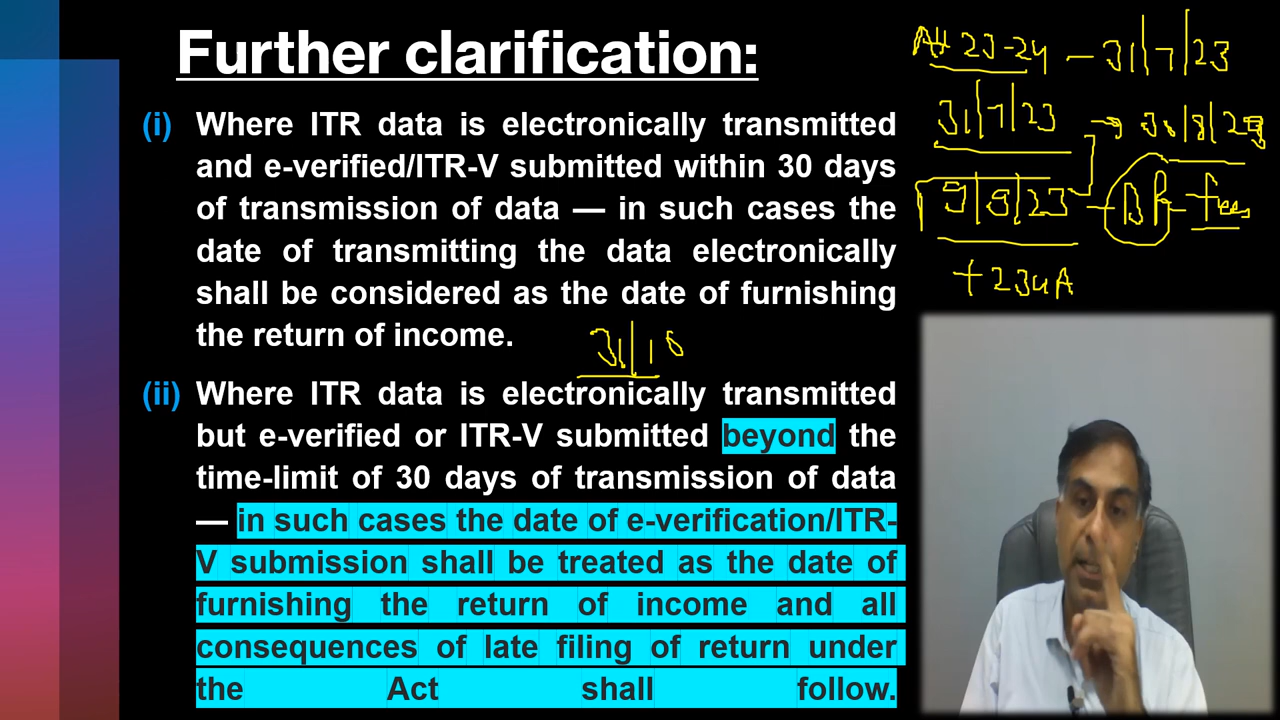 Further clarification:
(i) Where ITR data is electronically transmitted
and e-verified/ITR-V submitted within 30 days
of transmission of data — in such cases the
date of transmitting the data electronically
shall be considered as the date of furnishing
the return of income.
(ii) Where ITR data is electronically transmitted
but e-verified or ITR-V submitted beyond the
time-limit of 30 days of transmission of data
— in such cases the date of e-verification/ITR-
V submission shall be treated as the date of
furnishing the return of income and all
consequences of late filing of return under
the Act shall follow.
23-24 – 31|7|23
31|7|23
9|23 fees
+234A
31|10